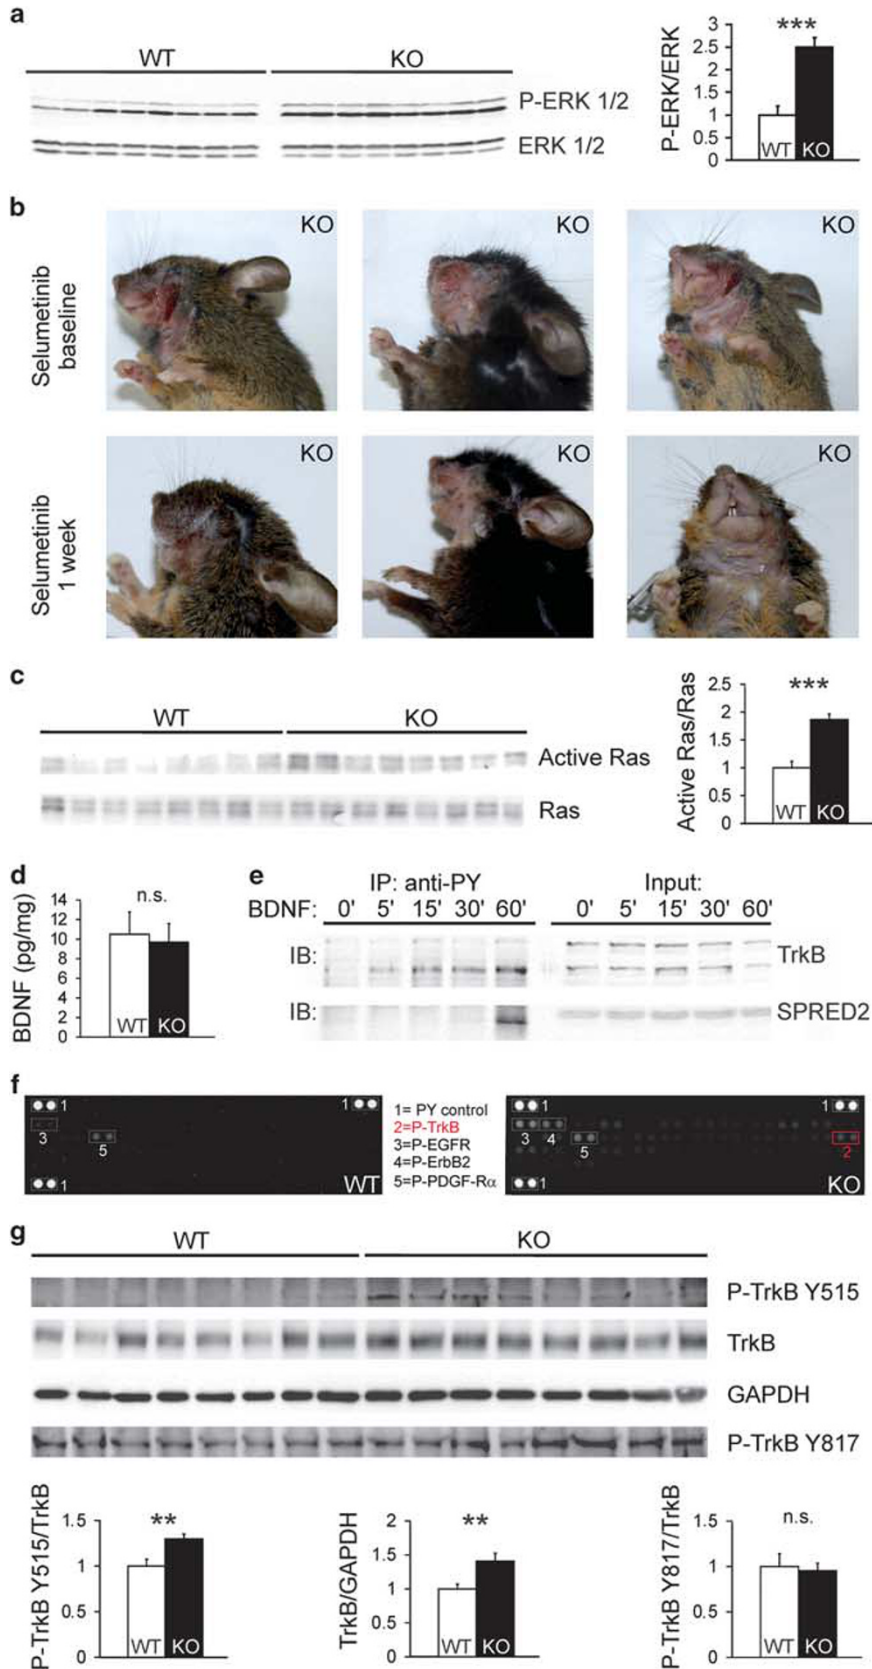 a
WT KO
P-ERK 1/2
ERK 1/2
P-ERK/ERK
3
2.5
2
1.5
1
0.5
0
***
WT KO
b
Selumetinib baseline
KO KO KO
Selumetinib 1 week
KO KO KO
c
WT KO
Active Ras
Ras
Active Ras/Ras
2.5
2
1.5
1
0.5
0
***
WT KO
d
BDNF (pg/mg)
14
12
10
8
6
4
2
0
n.s.
WT KO
e
IP: anti-PY Input:
BDNF: 0' 5' 15' 30' 60' 0' 5' 15' 30' 60'
IB: TrkB
IB: SPRED2
f
1 1
3
5
1 WT
1= PY control
2=P-TrkB
3=P-EGFR
4=P-ErbB2
5=P-PDGF-Rα
1 1
3 4
5 2
1 KO
g
WT KO
P-TrkB Y515
TrkB
GAPDH
P-TrkB Y817
P-TrkB Y515/TrkB
1.5
1
0.5
0
**
WT KO
TrkB/GAPDH
2
1.5
1
0.5
0
**
WT KO
P-TrkB Y817/TrkB
1.5
1
0.5
0
n.s.
WT KO